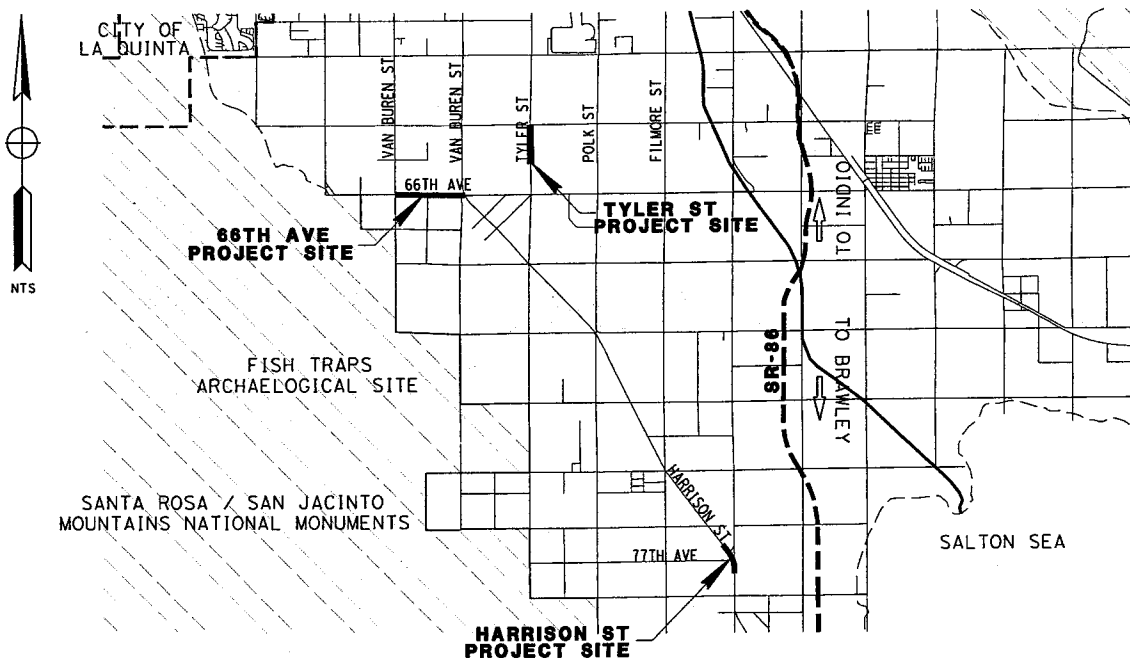 CITY OF
LA QUINTA
NTS
VAN BUREN ST
VAN BUREN ST
TYLER ST
POLK ST
FILMORE ST
66TH AVE
66TH AVE
PROJECT SITE
TYLER ST
PROJECT SITE
TO INDIO
TO BRAWLEY
SR-86
FISH TRAPS
ARCHAELOGICAL SITE
SANTA ROSA / SAN JACINTO
MOUNTAINS NATIONAL MONUMENTS
HARRISON ST
77TH AVE
SALTON SEA
HARRISON ST
PROJECT SITE